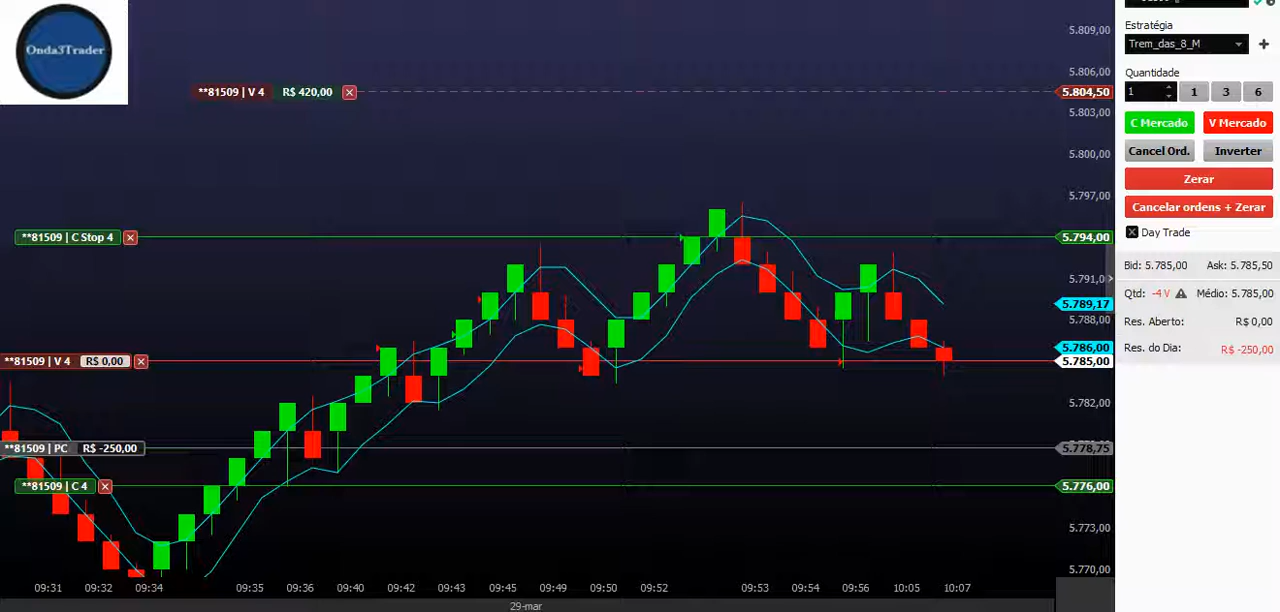 Onda3Trader
**81509 | V 4 R$ 420,00
**81509 | C Stop 4
**81509 | V 4 R$ 0,00
**81509 | PC R$ -250,00
**81509 | C 4
5.809,00
5.806,00
5.804,50
5.803,00
5.800,00
5.797,00
5.794,00
5.791,00
5.789,17
5.788,00
5.786,00
5.785,00
5.782,00
5.778,75
5.776,00
5.773,00
5.770,00
09:31 09:32 09:34 09:35 09:36 09:40 09:42 09:43 09:45 09:49 09:50 09:52 09:53 09:54 09:56 10:05 10:07
29-mar
Estratégia
Trem_das_8_M
Quantidade
1 1 3 6
C Mercado V Mercado
Cancel Ord. Inverter
Zerar
Cancelar ordens + Zerar
Day Trade
Bid: 5.785,00 Ask: 5.785,50
Qtd: -4 V Médio: 5.785,00
Res. Aberto: R$ 0,00
Res. do Dia: R$ -250,00